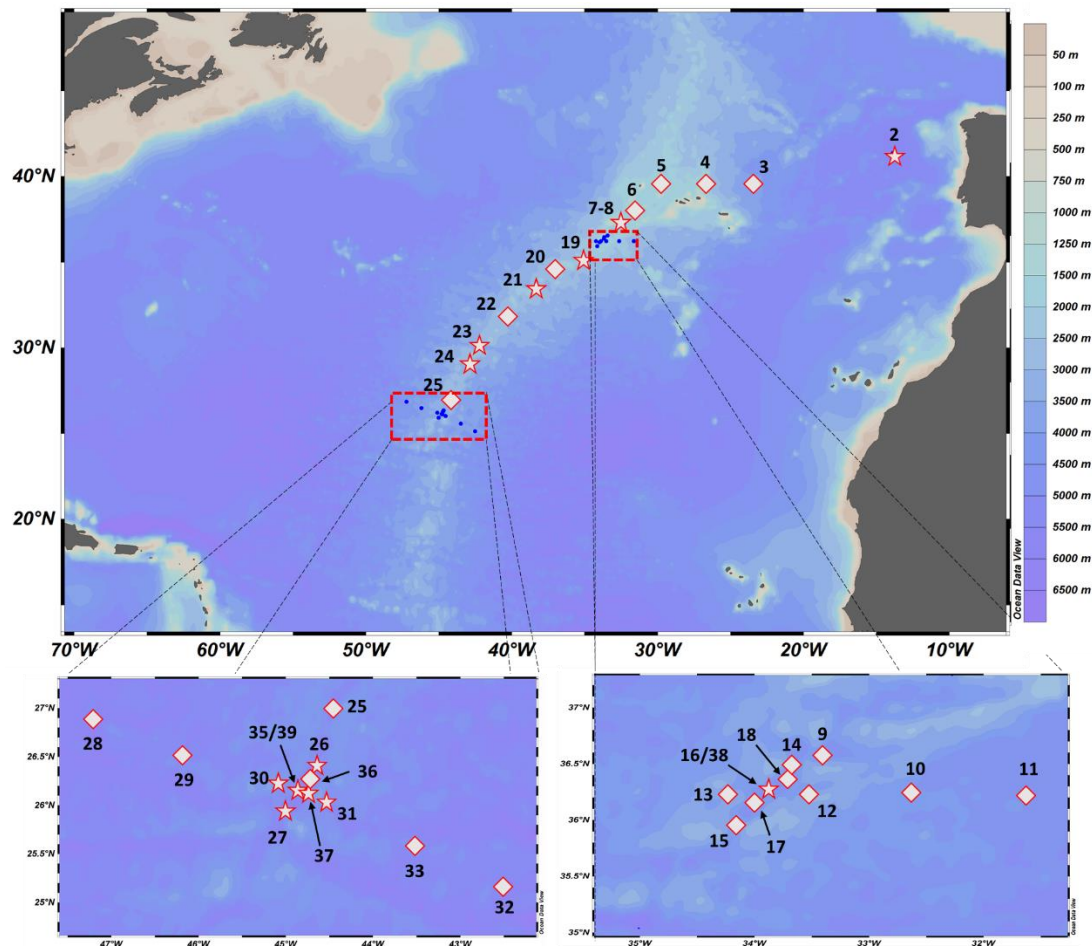 50 m
100 m
250 m
500 m
750 m
1000 m
1250 m
1500 m
2000 m
2500 m
3000 m
3500 m
4000 m
4500 m
5000 m
5500 m
6000 m
6500 m
Ocean Data View
40°N
30°N
20°N
70°W
60°W
50°W
40°W
30°W
20°W
10°W
2
3
4
5
6
7-8
19
20
21
22
23
24
25
27°N
26.5°N
26°N
25.5°N
25°N
47°W
46°W
45°W
44°W
43°W
25
28
35/39
26
29
30
36
31
27
37
33
32
Ocean Data View
37°N
36.5°N
36°N
35.5°N
35°N
35°W
34°W
33°W
32°W
9
14
18
16/38
10
11
13
12
15
17
Ocean Data View